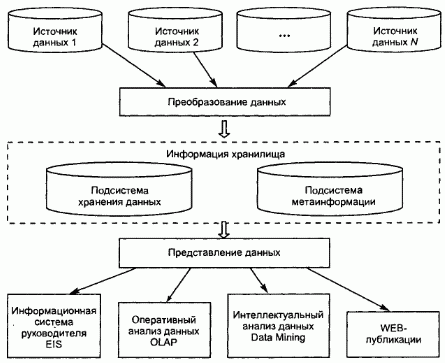 Источник
данных 1
Источник
данных 2
...
Источник
данных N
Преобразование данных
Информация хранилища
Подсистема
хранения данных
Подсистема
метаинформации
Представление данных
Информационная
система
руководителя
EIS
Оперативный
анализ данных
OLAP
Интеллектуальный
анализ данных
Data Mining
WEB-
публикации